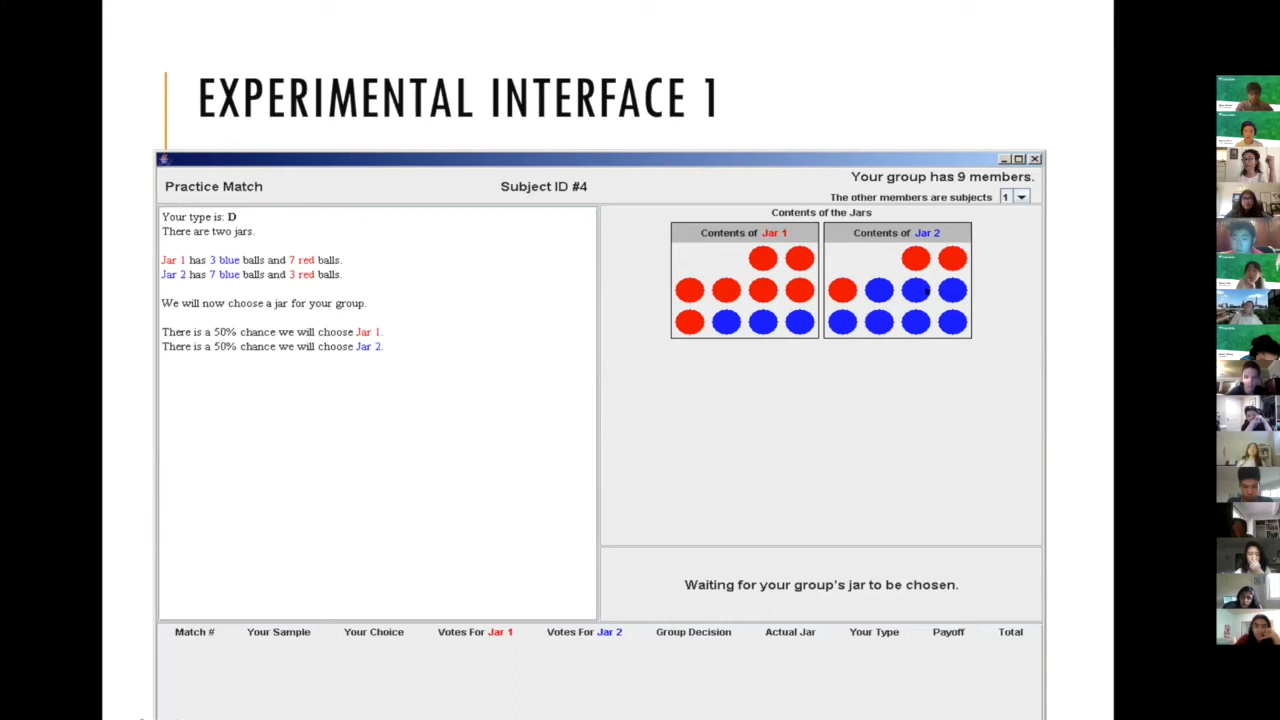 EXPERIMENTAL INTERFACE 1
Practice Match
Subject ID #4
Your group has 9 members.
The other members are subjects 1
Your type is: D
There are two jars.
Jar 1 has 3 blue balls and 7 red balls.
Jar 2 has 7 blue balls and 3 red balls.
We will now choose a jar for your group.
There is a 50% chance we will choose Jar 1.
There is a 50% chance we will choose Jar 2.
Contents of the Jars
Contents of Jar 1
Contents of Jar 2
Waiting for your group's jar to be chosen.
Match # Your Sample Your Choice Votes For Jar 1 Votes For Jar 2 Group Decision Actual Jar Your Type Payoff Total